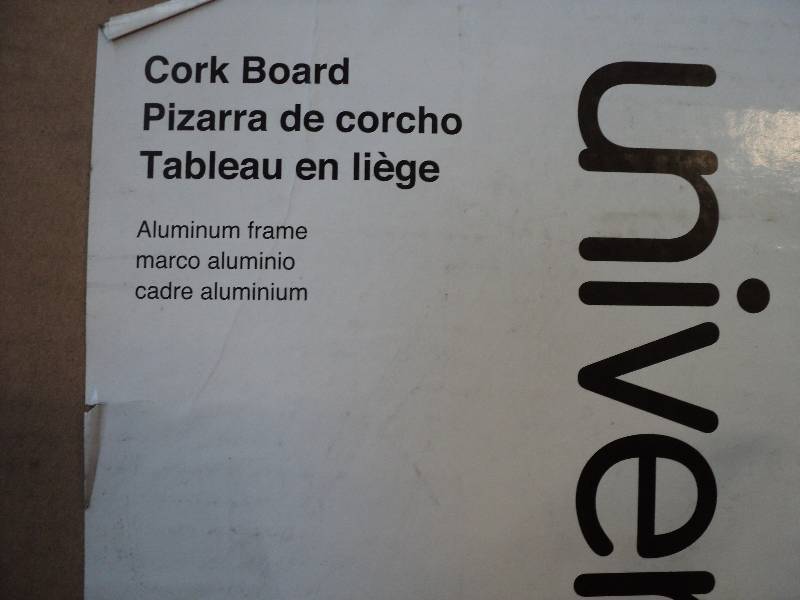 Cork Board
Pizarra de corcho
Tableau en liège
Aluminum frame
marco aluminio
cadre aluminium
univer